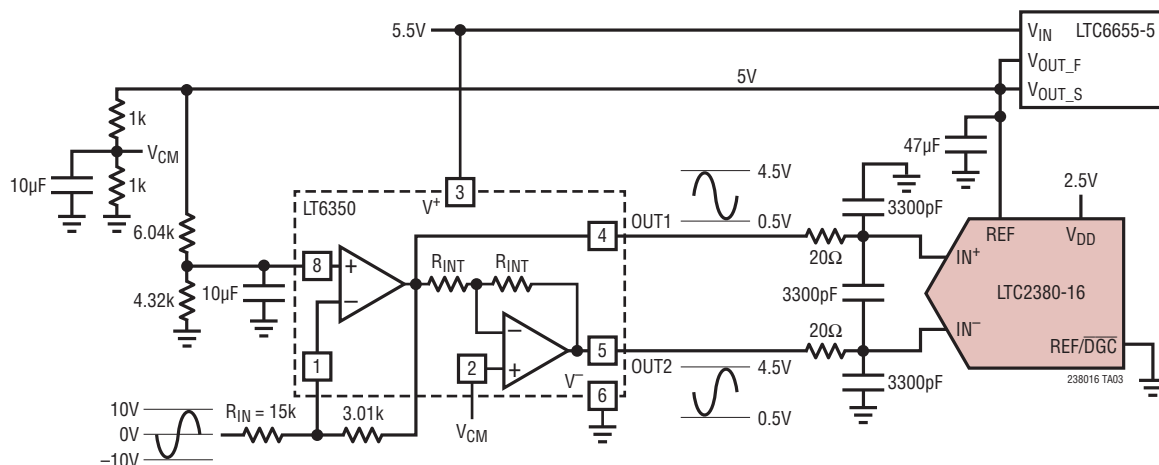 5.5V
V_IN
LTC6655-5
V_OUT_F
5V
V_OUT_S
1k
V_CM
47µF
10µF
1k
2.5V
3
4.5V
LT6350
V+
3300pF
6.04k
4
OUT1
0.5V
REF
V_DD
8
+
R_INT
R_INT
20Ω
IN+
10µF
−
3300pF
LTC2380-16
4.32k
−
20Ω
IN−
1
2
+
5
OUT2
4.5V
REF/DGC
V−
3300pF
238016 TA03
10V
R_IN = 15k
3.01k
6
0V
V_CM
0.5V
–10V